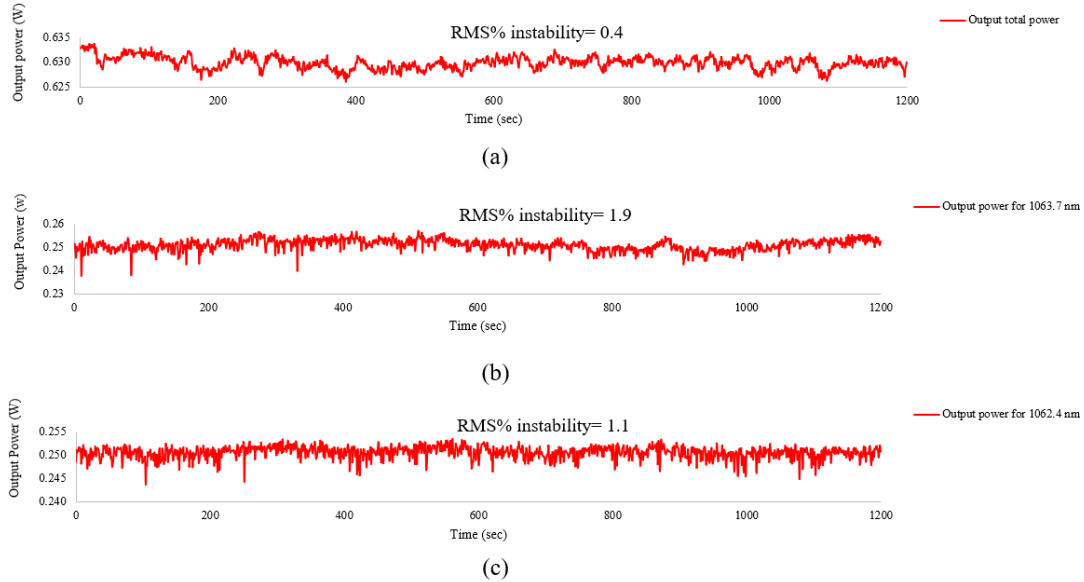 Output total power
RMS% instability= 0.4
Output power (W)
0.635
0.630
0.625
0
200
400
600
800
1000
1200
Time (sec)
(a)
Output power for 1063.7 nm
RMS% instability= 1.9
Output Power (w)
0.26
0.25
0.24
0.23
0
200
400
600
800
1000
1200
Time (sec)
(b)
Output power for 1062.4 nm
RMS% instability= 1.1
Output Power (W)
0.255
0.250
0.245
0.240
0
200
400
600
800
1000
1200
Time (sec)
(c)